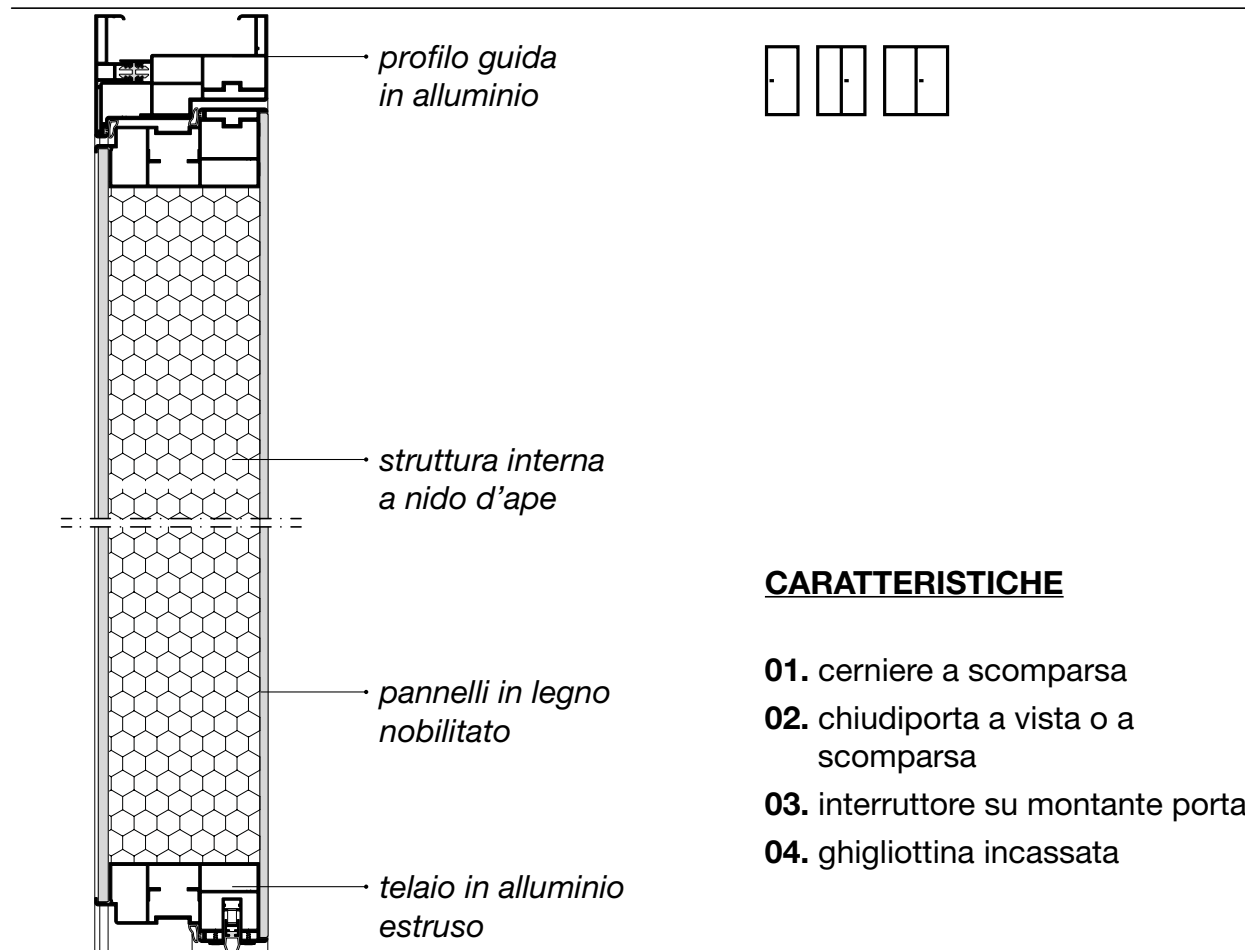 profilo guida
in alluminio
struttura interna
a nido d’ape
pannelli in legno
nobilitato
telaio in alluminio
estruso
CARATTERISTICHE
01. cerniere a scomparsa
02. chiudiporta a vista o a
scomparsa
03. interruttore su montante porta
04. ghigliottina incassata